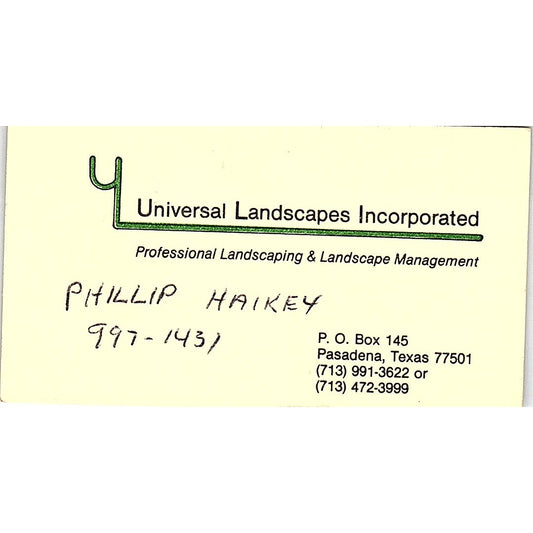 Universal Landscapes Incorporated
Professional Landscaping & Landscape Management
PHILLIP HAIKEY
997-1431
P. O. Box 145
Pasadena, Texas 77501
(713) 991-3622 or
(713) 472-3999